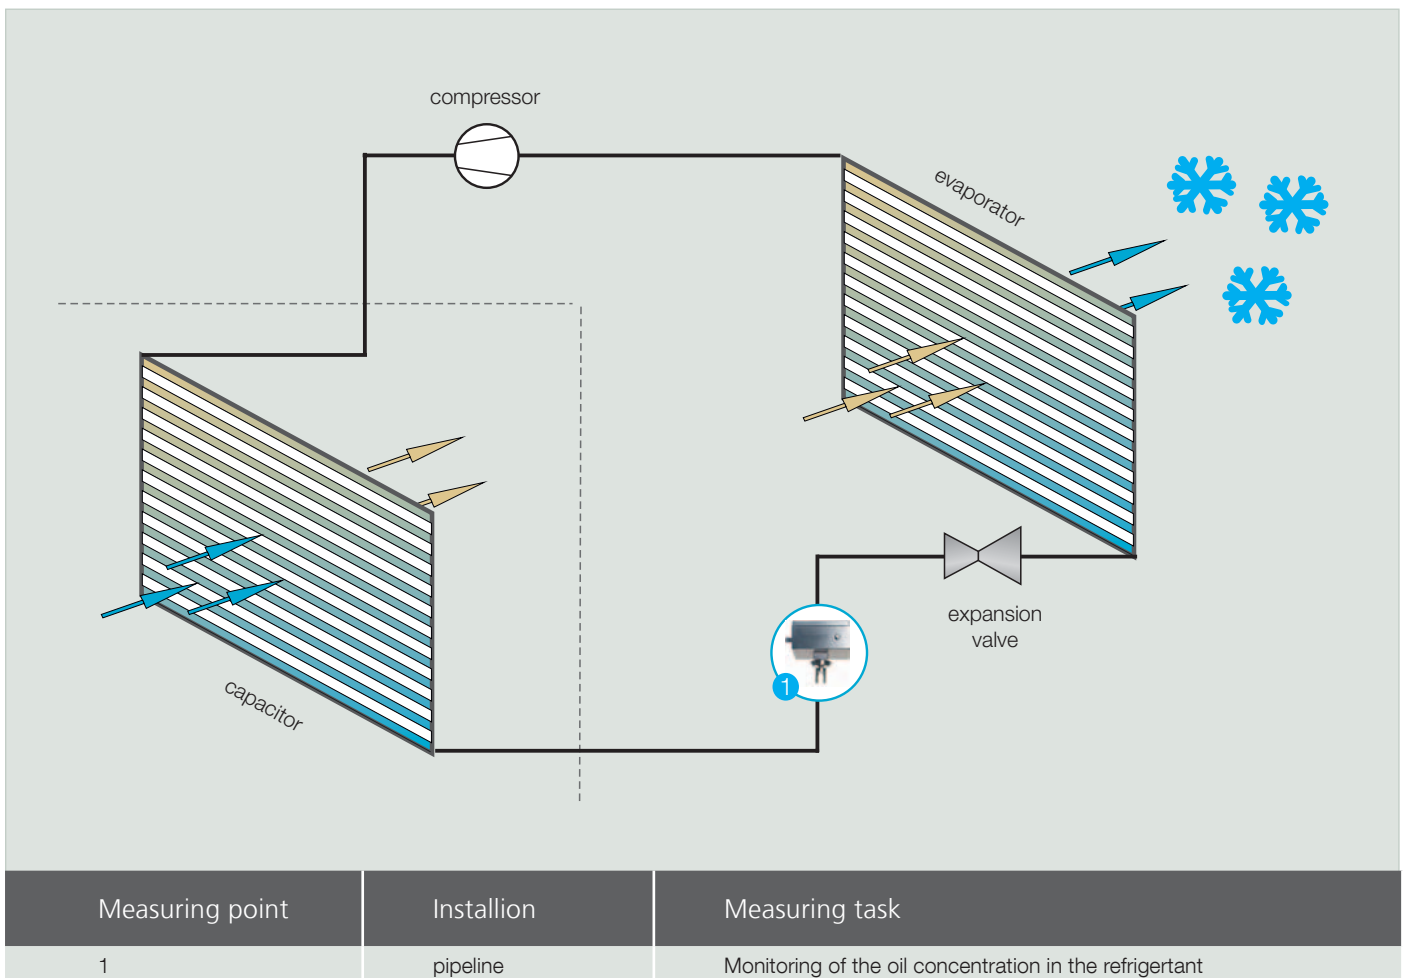 compressor
evaporator
expansion
valve
1
capacitor
Measuring point Installion Measuring task
1 pipeline Monitoring of the oil concentration in the refrigertant